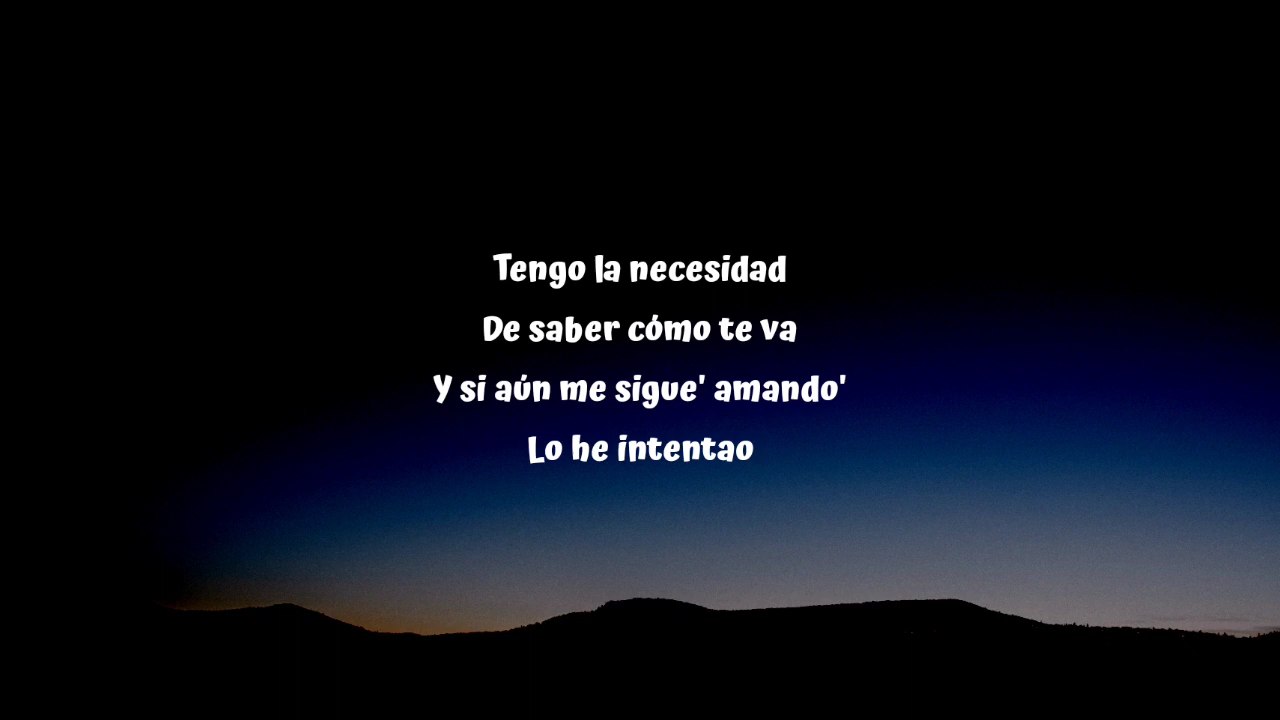 Tengo la necesidad
De saber cómo te va
Y si aún me sigue' amando'
Lo he intentao